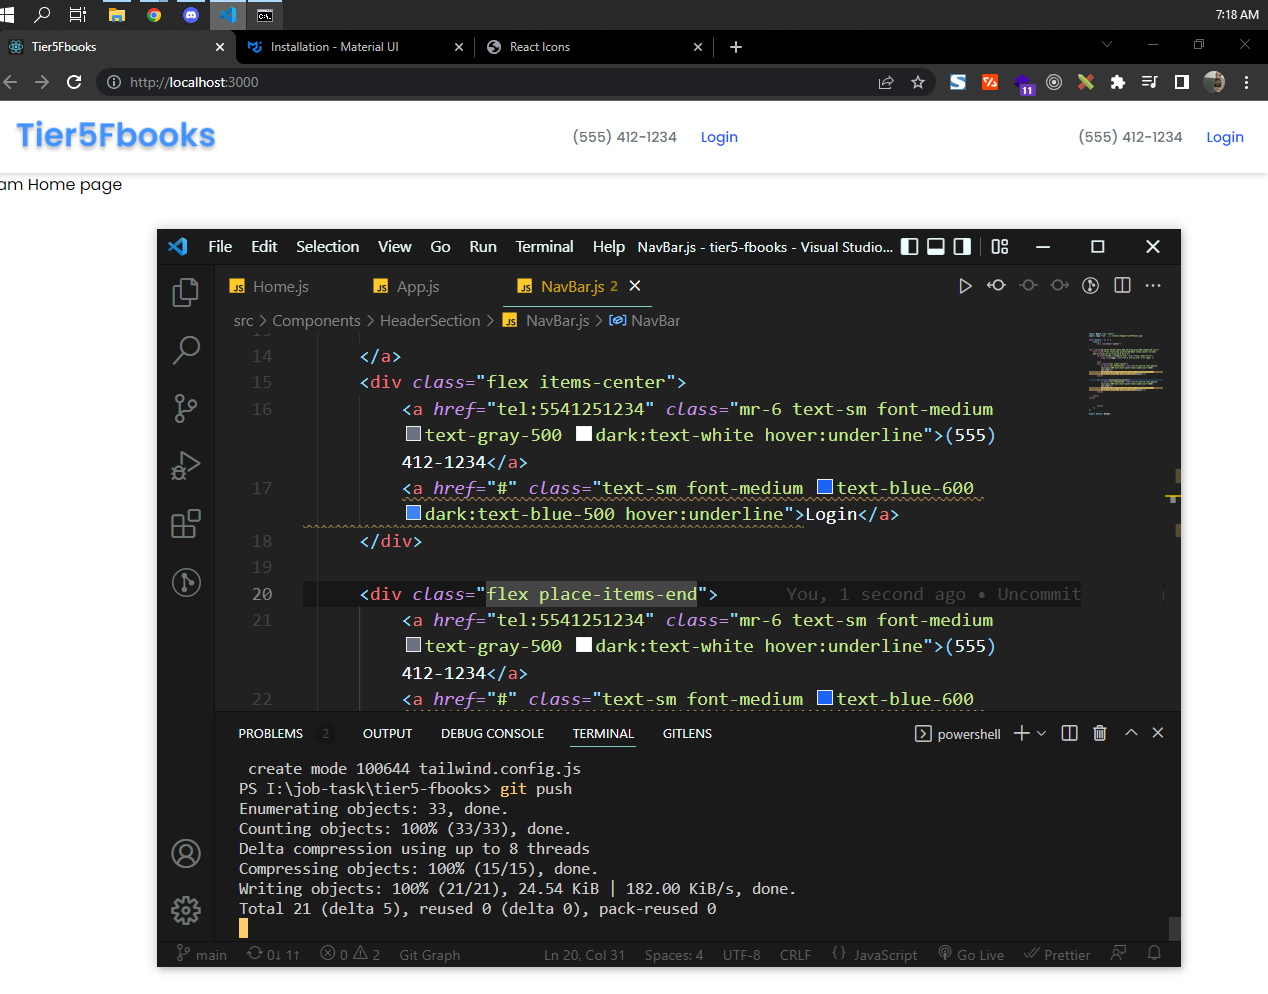 7:18 AM
Tier5Fbooks
Installation - Material UI
React Icons
http://localhost:3000
11
Tier5Fbooks
(555) 412-1234 Login
(555) 412-1234 Login
am Home page
File Edit Selection View Go Run Terminal Help NavBar.js - tier5-fbooks - Visual Studio...
JS Home.js
JS App.js
JS NavBar.js 2
src > Components > HeaderSection > JS NavBar.js > NavBar
14 </a>
15 <div class="flex items-center">
16 <a href="tel:5541251234" class="mr-6 text-sm font-medium
text-gray-500 dark:text-white hover:underline">(555)
412-1234</a>
17 <a href="#" class="text-sm font-medium text-blue-600
dark:text-blue-500 hover:underline">Login</a>
18 </div>
19
20 <div class="flex place-items-end"> You, 1 second ago • Uncommit
21 <a href="tel:5541251234" class="mr-6 text-sm font-medium
text-gray-500 dark:text-white hover:underline">(555)
412-1234</a>
22 <a href="#" class="text-sm font-medium text-blue-600
PROBLEMS 2 OUTPUT DEBUG CONSOLE TERMINAL GITLENS
powershell
create mode 100644 tailwind.config.js
PS I:\job-task\tier5-fbooks> git push
Enumerating objects: 33, done.
Counting objects: 100% (33/33), done.
Delta compression using up to 8 threads
Compressing objects: 100% (15/15), done.
Writing objects: 100% (21/21), 24.54 KiB | 182.00 KiB/s, done.
Total 21 (delta 5), reused 0 (delta 0), pack-reused 0
main 0↓ 1↑ 0 2 Git Graph Ln 20, Col 31 Spaces: 4 UTF-8 CRLF {} JavaScript Go Live Prettier